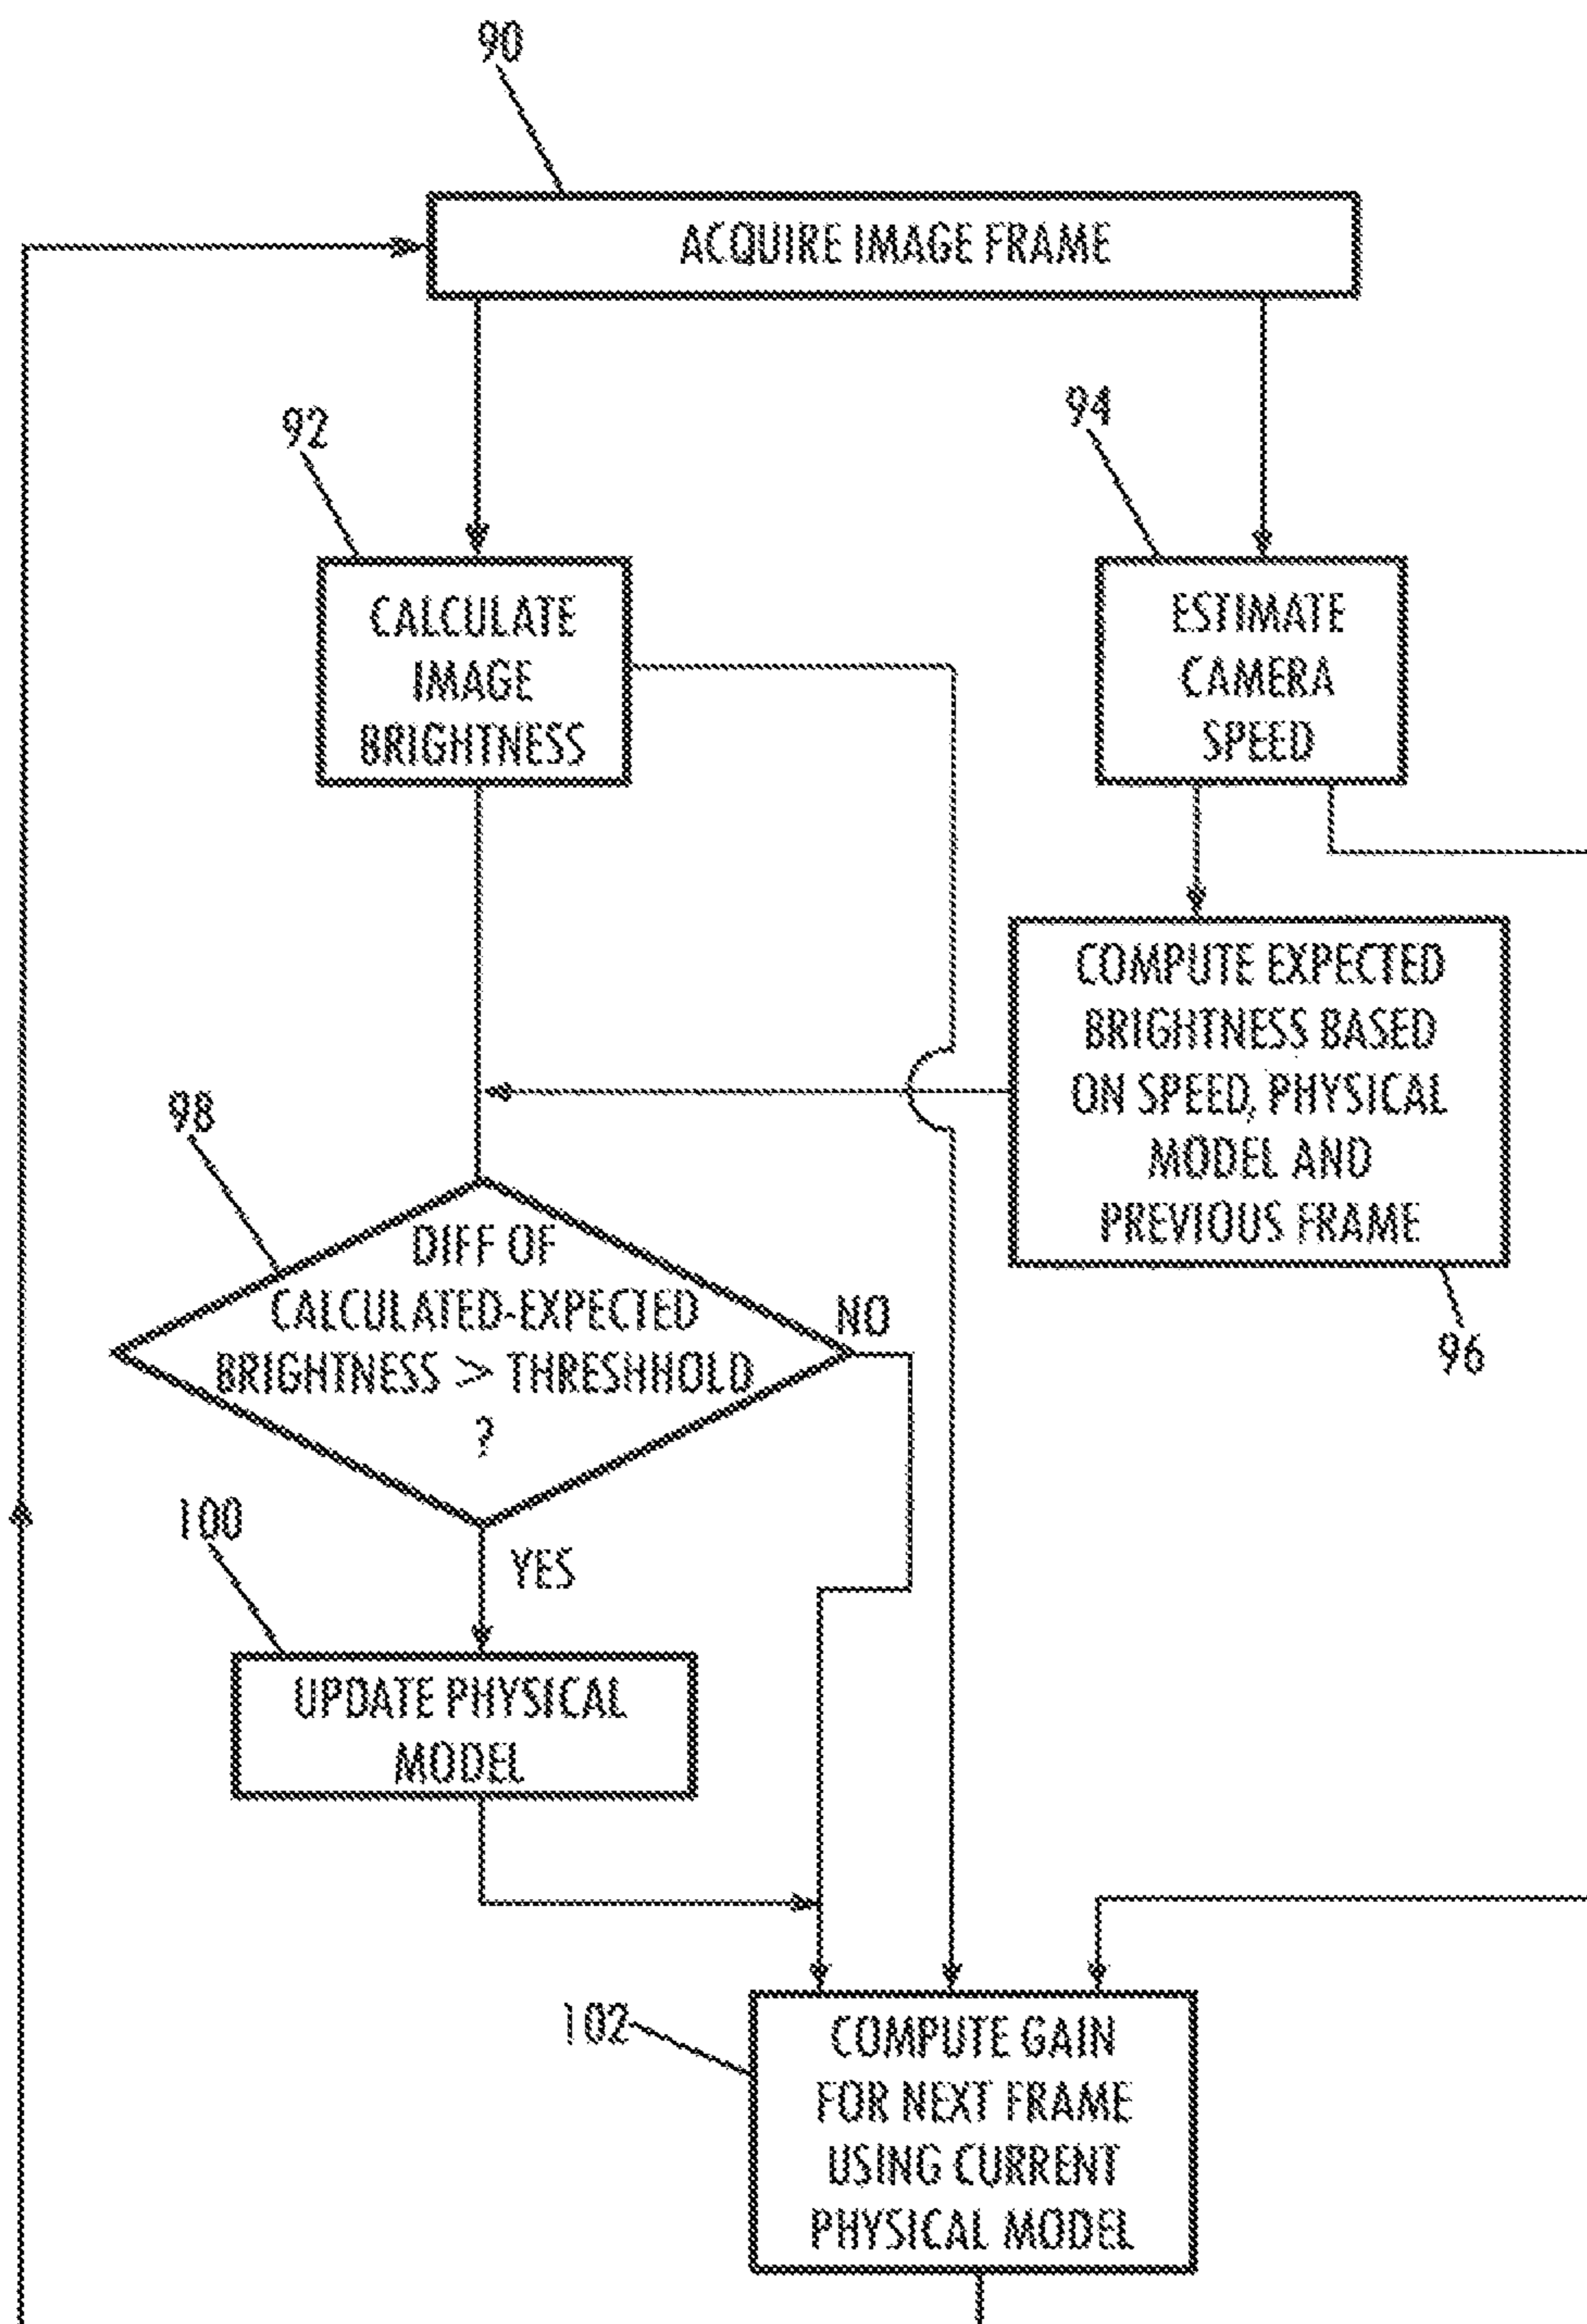 90
ACQUIRE IMAGE FRAME
92
94
CALCULATE
IMAGE
BRIGHTNESS
ESTIMATE
CAMERA
SPEED
COMPUTE EXPECTED
BRIGHTNESS BASED
ON SPEED, PHYSICAL
MODEL AND
PREVIOUS FRAME
96
98
DIFF OF
CALCULATED-EXPECTED
BRIGHTNESS > THRESHHOLD
?
NO
YES
100
UPDATE PHYSICAL
MODEL
102
COMPUTE GAIN
FOR NEXT FRAME
USING CURRENT
PHYSICAL MODEL